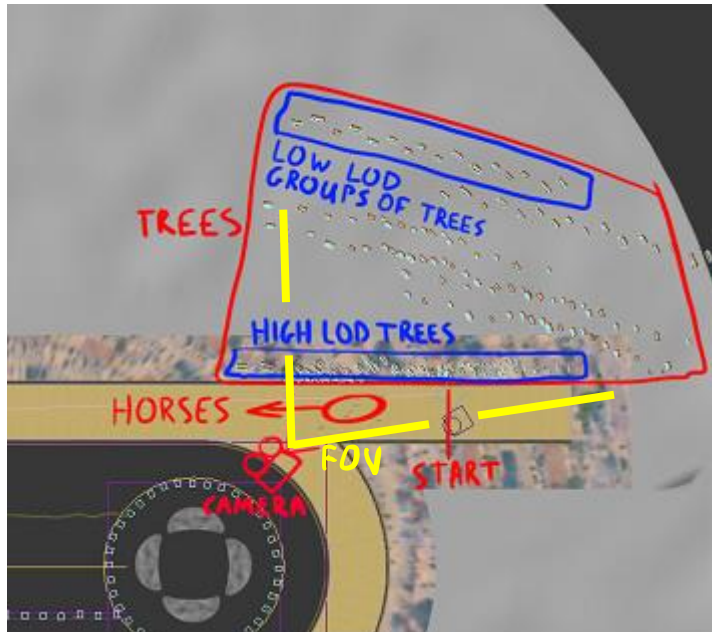 LOW LOD
GROUPS OF TREES
TREES
HIGH LOD TREES
HORSES
FOV
START
CAMERA